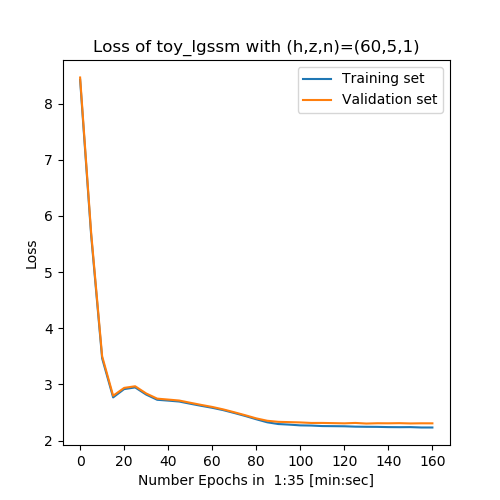 Loss of toy_lgssm with (h,z,n)=(60,5,1)
Training set
Validation set
8
7
6
5
4
3
2
Loss
0 20 40 60 80 100 120 140 160
Number Epochs in  1:35 [min:sec]